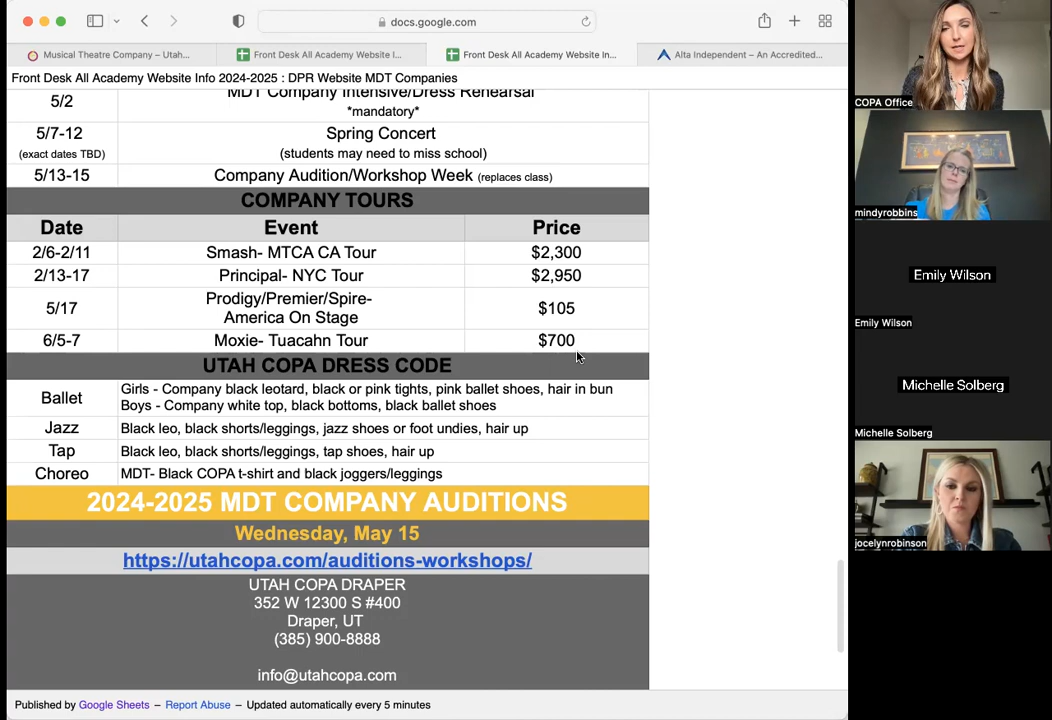 docs.google.com
Musical Theatre Company – Utah...
Front Desk All Academy Website I...
Front Desk All Academy Website In...
Alta Independent – An Accredited...
Front Desk All Academy Website Info 2024-2025 : DPR Website MDT Companies
5/2
MDT Company Intensive/Dress Rehearsal
*mandatory*
5/7-12
(exact dates TBD)
Spring Concert
(students may need to miss school)
5/13-15
Company Audition/Workshop Week (replaces class)
COMPANY TOURS
Date Event Price
2/6-2/11 Smash- MTCA CA Tour $2,300
2/13-17 Principal- NYC Tour $2,950
5/17 Prodigy/Premier/Spire-
America On Stage $105
6/5-7 Moxie- Tuacahn Tour $700
UTAH COPA DRESS CODE
Ballet
Girls - Company black leotard, black or pink tights, pink ballet shoes, hair in bun
Boys - Company white top, black bottoms, black ballet shoes
Jazz Black leo, black shorts/leggings, jazz shoes or foot undies, hair up
Tap Black leo, black shorts/leggings, tap shoes, hair up
Choreo MDT- Black COPA t-shirt and black joggers/leggings
2024-2025 MDT COMPANY AUDITIONS
Wednesday, May 15
https://utahcopa.com/auditions-workshops/
UTAH COPA DRAPER
352 W 12300 S #400
Draper, UT
(385) 900-8888
info@utahcopa.com
Published by Google Sheets – Report Abuse – Updated automatically every 5 minutes
COPA Office
mindyrobbins
Emily Wilson
Emily Wilson
Michelle Solberg
Michelle Solberg
jocelynrobinson